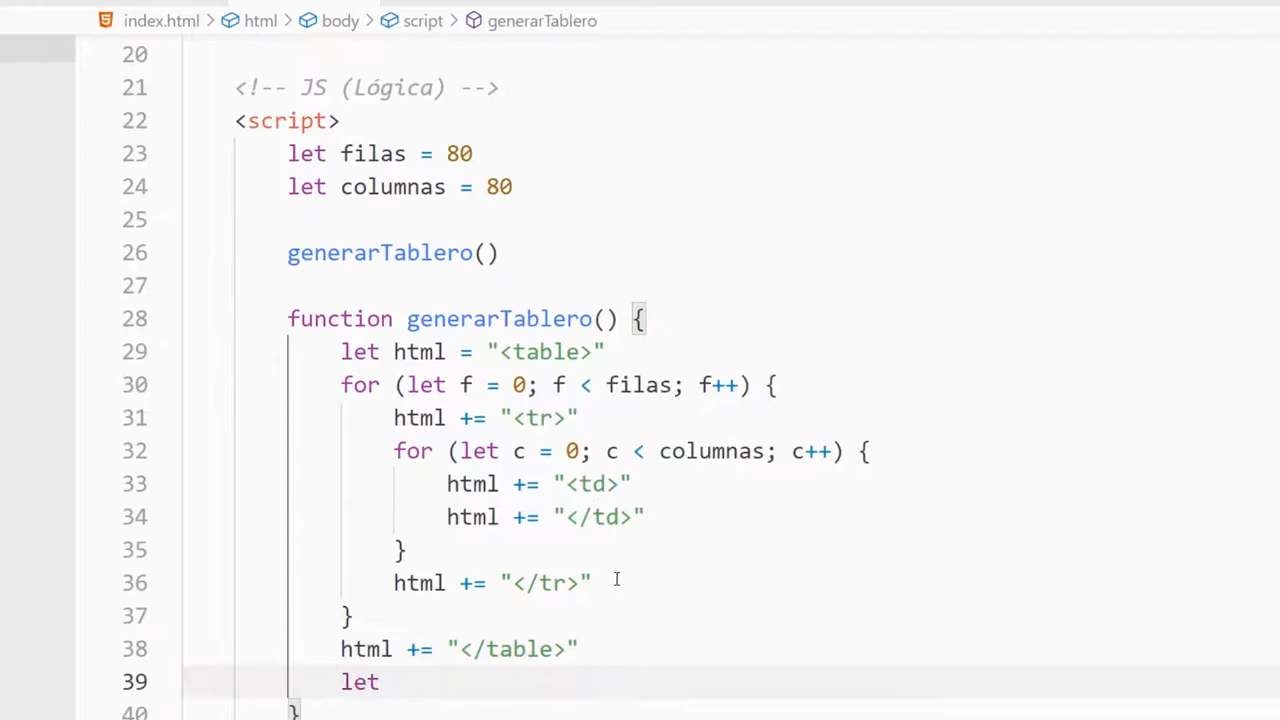 index.html > html > body > script > generarTablero
20
21 <!-- JS (Lógica) -->
22 <script>
23 let filas = 80
24 let columnas = 80
25
26 generarTablero()
27
28 function generarTablero() {
29 let html = "<table>"
30 for (let f = 0; f < filas; f++) {
31 html += "<tr>"
32 for (let c = 0; c < columnas; c++) {
33 html += "<td>"
34 html += "</td>"
35 }
36 html += "</tr>"
37 }
38 html += "</table>"
39 let
40 }